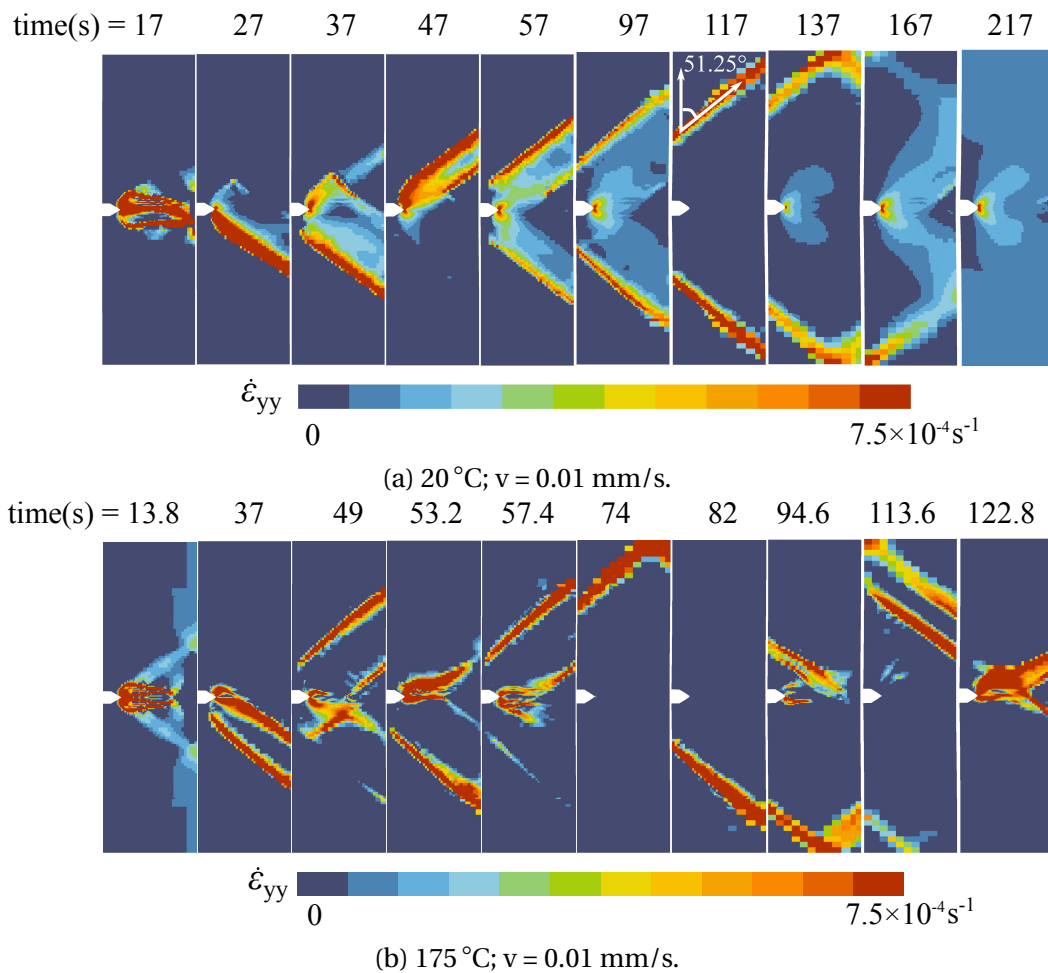 time(s) = 17 27 37 47 57 97 117 137 167 217
51.25°
ε̇yy
0 7.5×10⁻⁴s⁻¹
(a) 20 °C; v = 0.01 mm/s.
time(s) = 13.8 37 49 53.2 57.4 74 82 94.6 113.6 122.8
ε̇yy
0 7.5×10⁻⁴s⁻¹
(b) 175 °C; v = 0.01 mm/s.